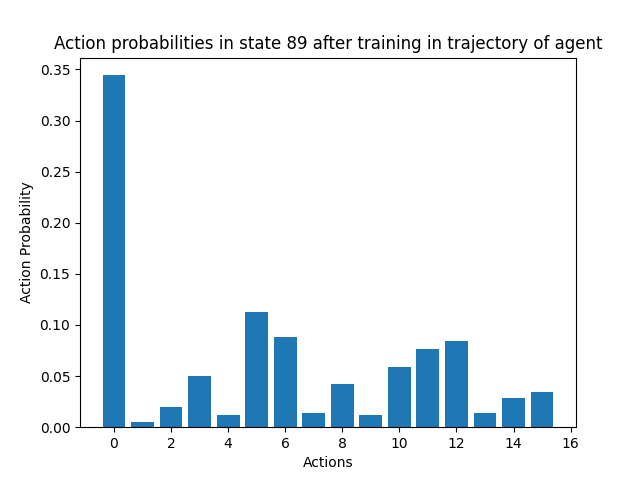 Action probabilities in state 89 after training in trajectory of agent
0.35
0.30
0.25
0.20
0.15
0.10
0.05
0.00
Action Probability
0 2 4 6 8 10 12 14 16
Actions